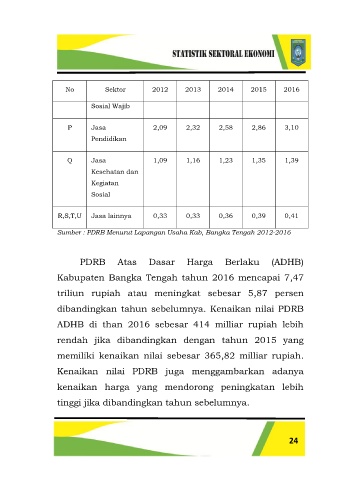 STATISTIK SEKTORAL EKONOMI
No Sektor 2012 2013 2014 2015 2016
Sosial Wajib
P Jasa 2,09 2,32 2,58 2,86 3,10
Pendidikan
Q Jasa 1,09 1,16 1,23 1,35 1,39
Kesehatan dan
Kegiatan
Sosial
R,S,T,U Jasa lainnya 0,33 0,33 0,36 0,39 0,41
Sumber : PDRB Menurut Lapangan Usaha Kab, Bangka Tengah 2012-2016
PDRB Atas Dasar Harga Berlaku (ADHB)
Kabupaten Bangka Tengah tahun 2016 mencapai 7,47
triliun rupiah atau meningkat sebesar 5,87 persen
dibandingkan tahun sebelumnya. Kenaikan nilai PDRB
ADHB di than 2016 sebesar 414 milliar rupiah lebih
rendah jika dibandingkan dengan tahun 2015 yang
memiliki kenaikan nilai sebesar 365,82 milliar rupiah.
Kenaikan nilai PDRB juga menggambarkan adanya
kenaikan harga yang mendorong peningkatan lebih
tinggi jika dibandingkan tahun sebelumnya.
24